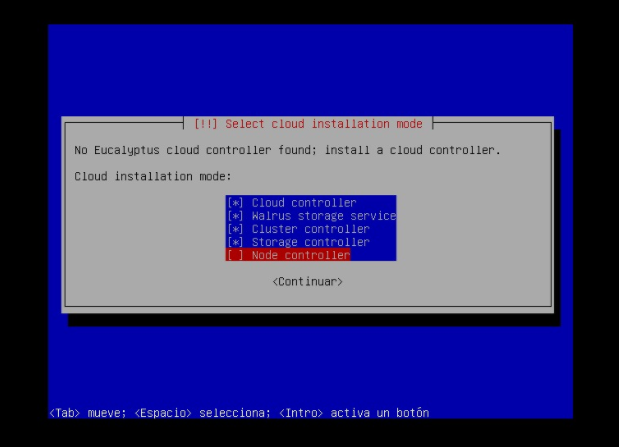 [!!] Select cloud installation mode
No Eucalyptus cloud controller found; install a cloud controller.
Cloud installation mode:
[*] Cloud controller
[*] Walrus storage service
[*] Cluster controller
[*] Storage controller
[ ] Node controller
<Continuar>
<Tab> mueve; <Espacio> selecciona; <Intro> activa un botón